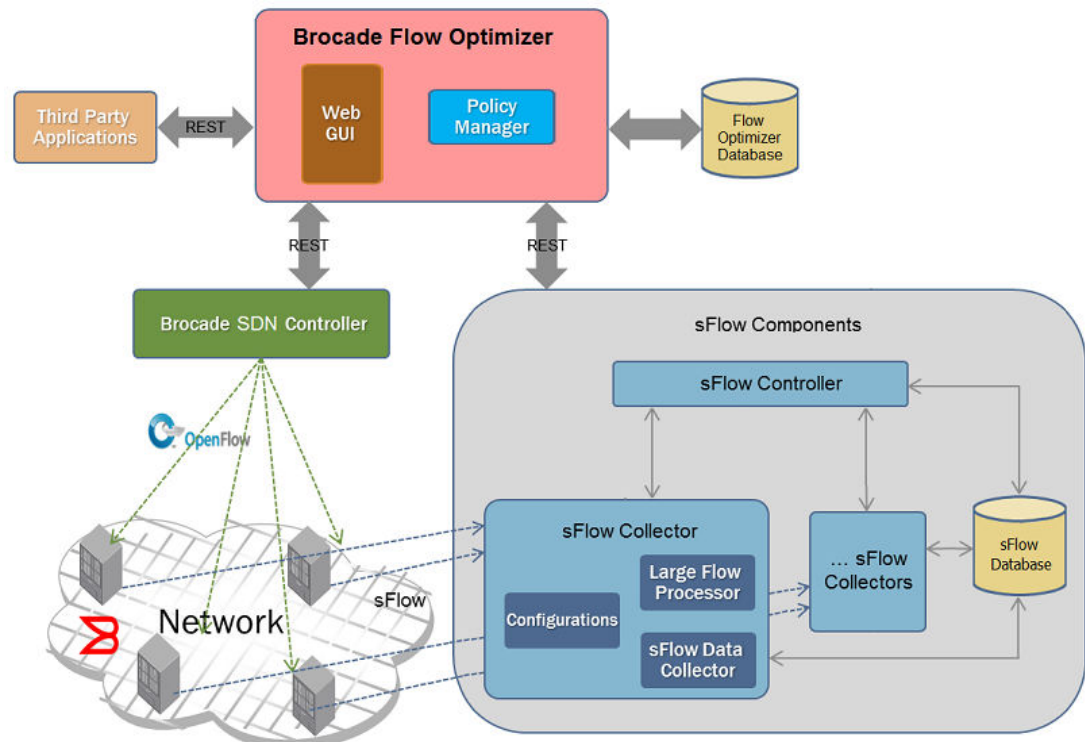 Brocade Flow Optimizer
Third Party
Applications
REST
Web
GUI
Policy
Manager
Flow
Optimizer
Database
REST
REST
Brocade SDN Controller
sFlow Components
sFlow Controller
OpenFlow
sFlow Collector
Large Flow
Processor
Configurations
sFlow Data
Collector
... sFlow
Collectors
sFlow
Database
sFlow
Network